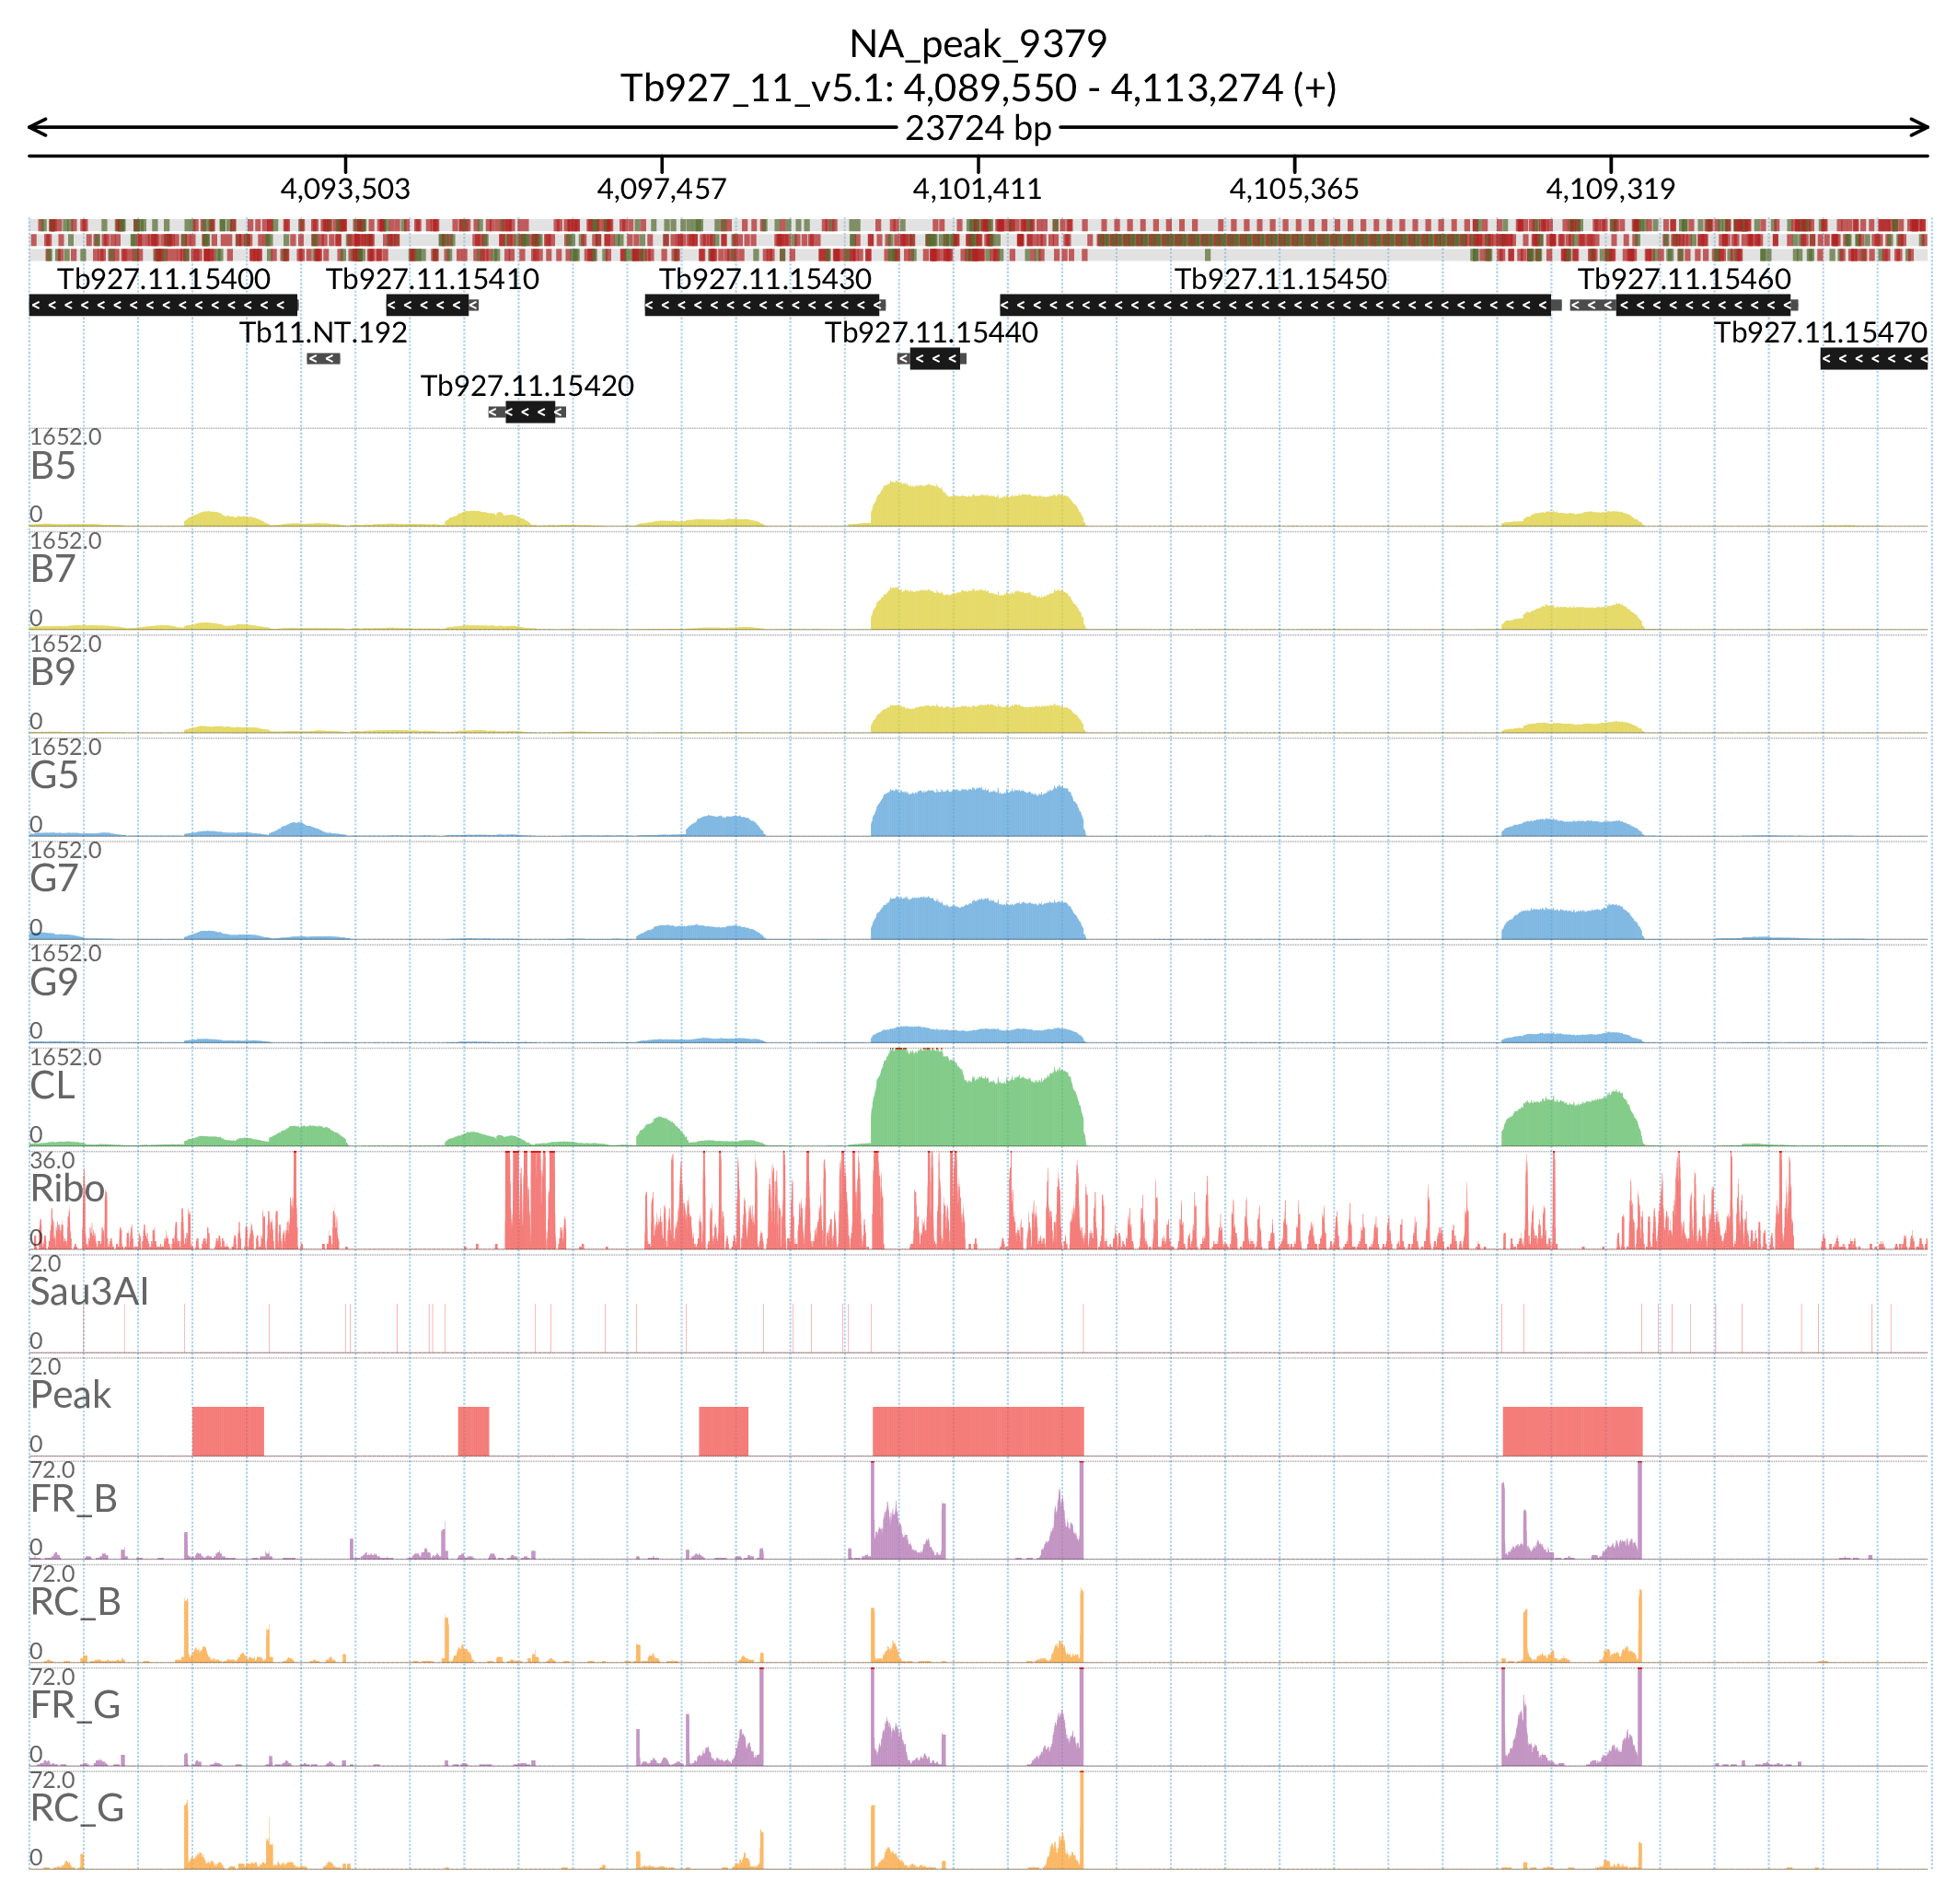 NA_peak_9379
Tb927_11_v5.1: 4,089,550 - 4,113,274 (+)
23724 bp
4,093,503 4,097,457 4,101,411 4,105,365 4,109,319
Tb927.11.15400 Tb927.11.15410 Tb927.11.15430 Tb927.11.15450 Tb927.11.15460
Tb11.NT.192 Tb927.11.15440 Tb927.11.15470
Tb927.11.15420
1652.0
B5
0
1652.0
B7
0
1652.0
B9
0
1652.0
G5
0
1652.0
G7
0
1652.0
G9
0
1652.0
CL
0
36.0
Ribo
0
2.0
Sau3AI
0
2.0
Peak
0
72.0
FR_B
0
72.0
RC_B
0
72.0
FR_G
0
72.0
RC_G
0